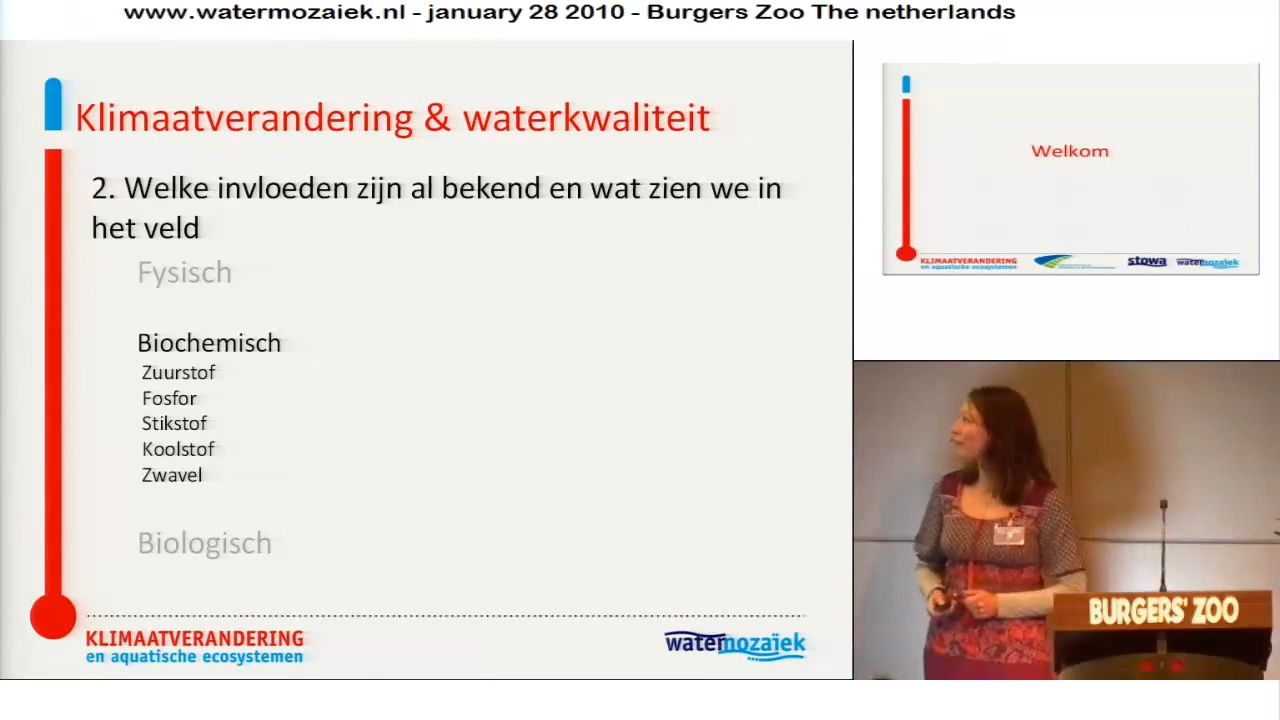 www.watermozaiek.nl - january 28 2010 - Burgers Zoo The netherlands
Klimaatverandering & waterkwaliteit
2. Welke invloeden zijn al bekend en wat zien we in
het veld
Fysisch
Biochemisch
Zuurstof
Fosfor
Stikstof
Koolstof
Zwavel
Biologisch
KLIMAATVERANDERING
en aquatische ecosystemen
watermozaïek
Welkom
KLIMAATVERANDERING
en aquatische ecosystemen
stowa
watermozaïek
BURGERS' ZOO